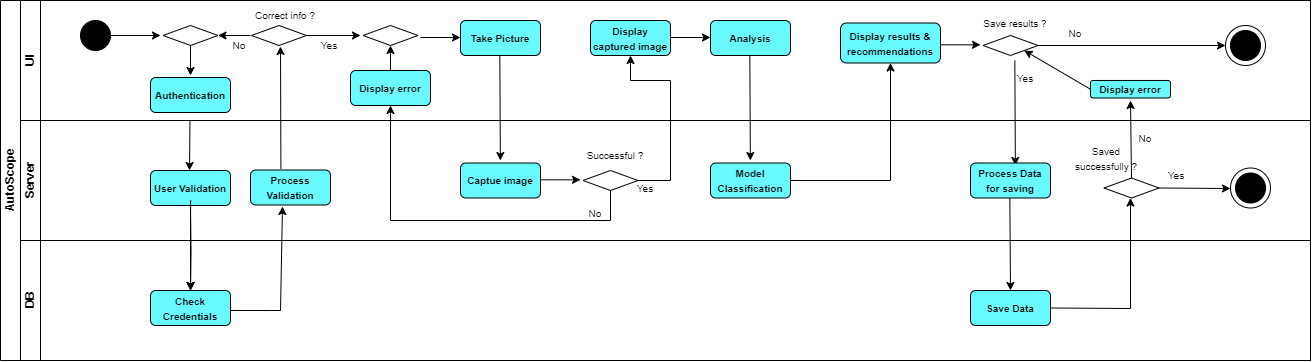 AutoScope
UI
Correct info ?
No
Yes
Authentication
Display error
Take Picture
Display
captured image
Analysis
Display results &
recommendations
Save results ?
No
Yes
Display error
Server
User Validation
Process
Validation
Captue image
Successful ?
Yes
No
Model
Classification
Process Data
for saving
Saved
successfully ?
No
Yes
DB
Check
Credentials
Save Data